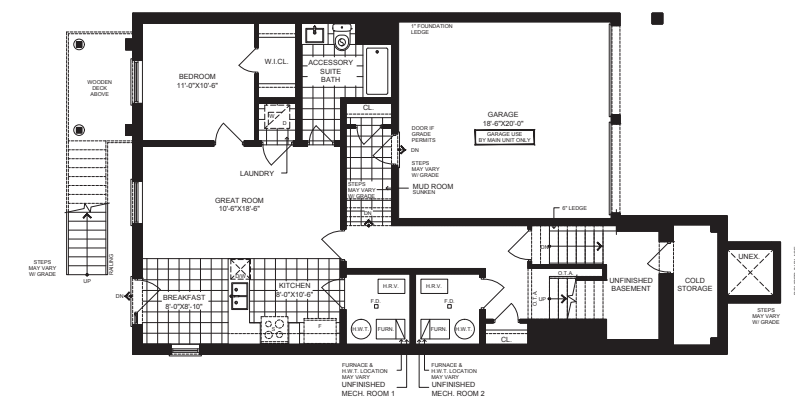 1" FOUNDATION
LEDGE
WOODEN
DECK
ABOVE
BEDROOM
11'-0"X10'-6"
W.I.CL.
ACCESSORY
SUITE
BATH
CL.
W
D
LAUNDRY
GARAGE
18'-6"X20'-0"
GARAGE USE
BY MAIN UNIT ONLY
DOOR IF
GRADE
PERMITS
DN
STEPS
MAY VARY
W/ GRADE
STEPS
MAY VARY
W/ GRADE
MUD ROOM
SUNKEN
DN
GREAT ROOM
10'-6"X18'-6"
6" LEDGE
DN
STEPS
MAY VARY
W/ GRADE
RAILING
UP
DN
BREAKFAST
8'-0"X8'-10"
KITCHEN
8'-0"X10'-6"
F
H.R.V.
F.D.
H.W.T.
FURN.
H.R.V.
F.D.
FURN.
H.W.T.
CL.
O.T.A.
O.T.A.
UP
UNFINISHED
BASEMENT
COLD
STORAGE
UNEX.
STEPS
MAY VARY
W/ GRADE
FURNACE &
H.W.T. LOCATION
MAY VARY
UNFINISHED
MECH. ROOM 1
FURNACE &
H.W.T. LOCATION
MAY VARY
UNFINISHED
MECH. ROOM 2